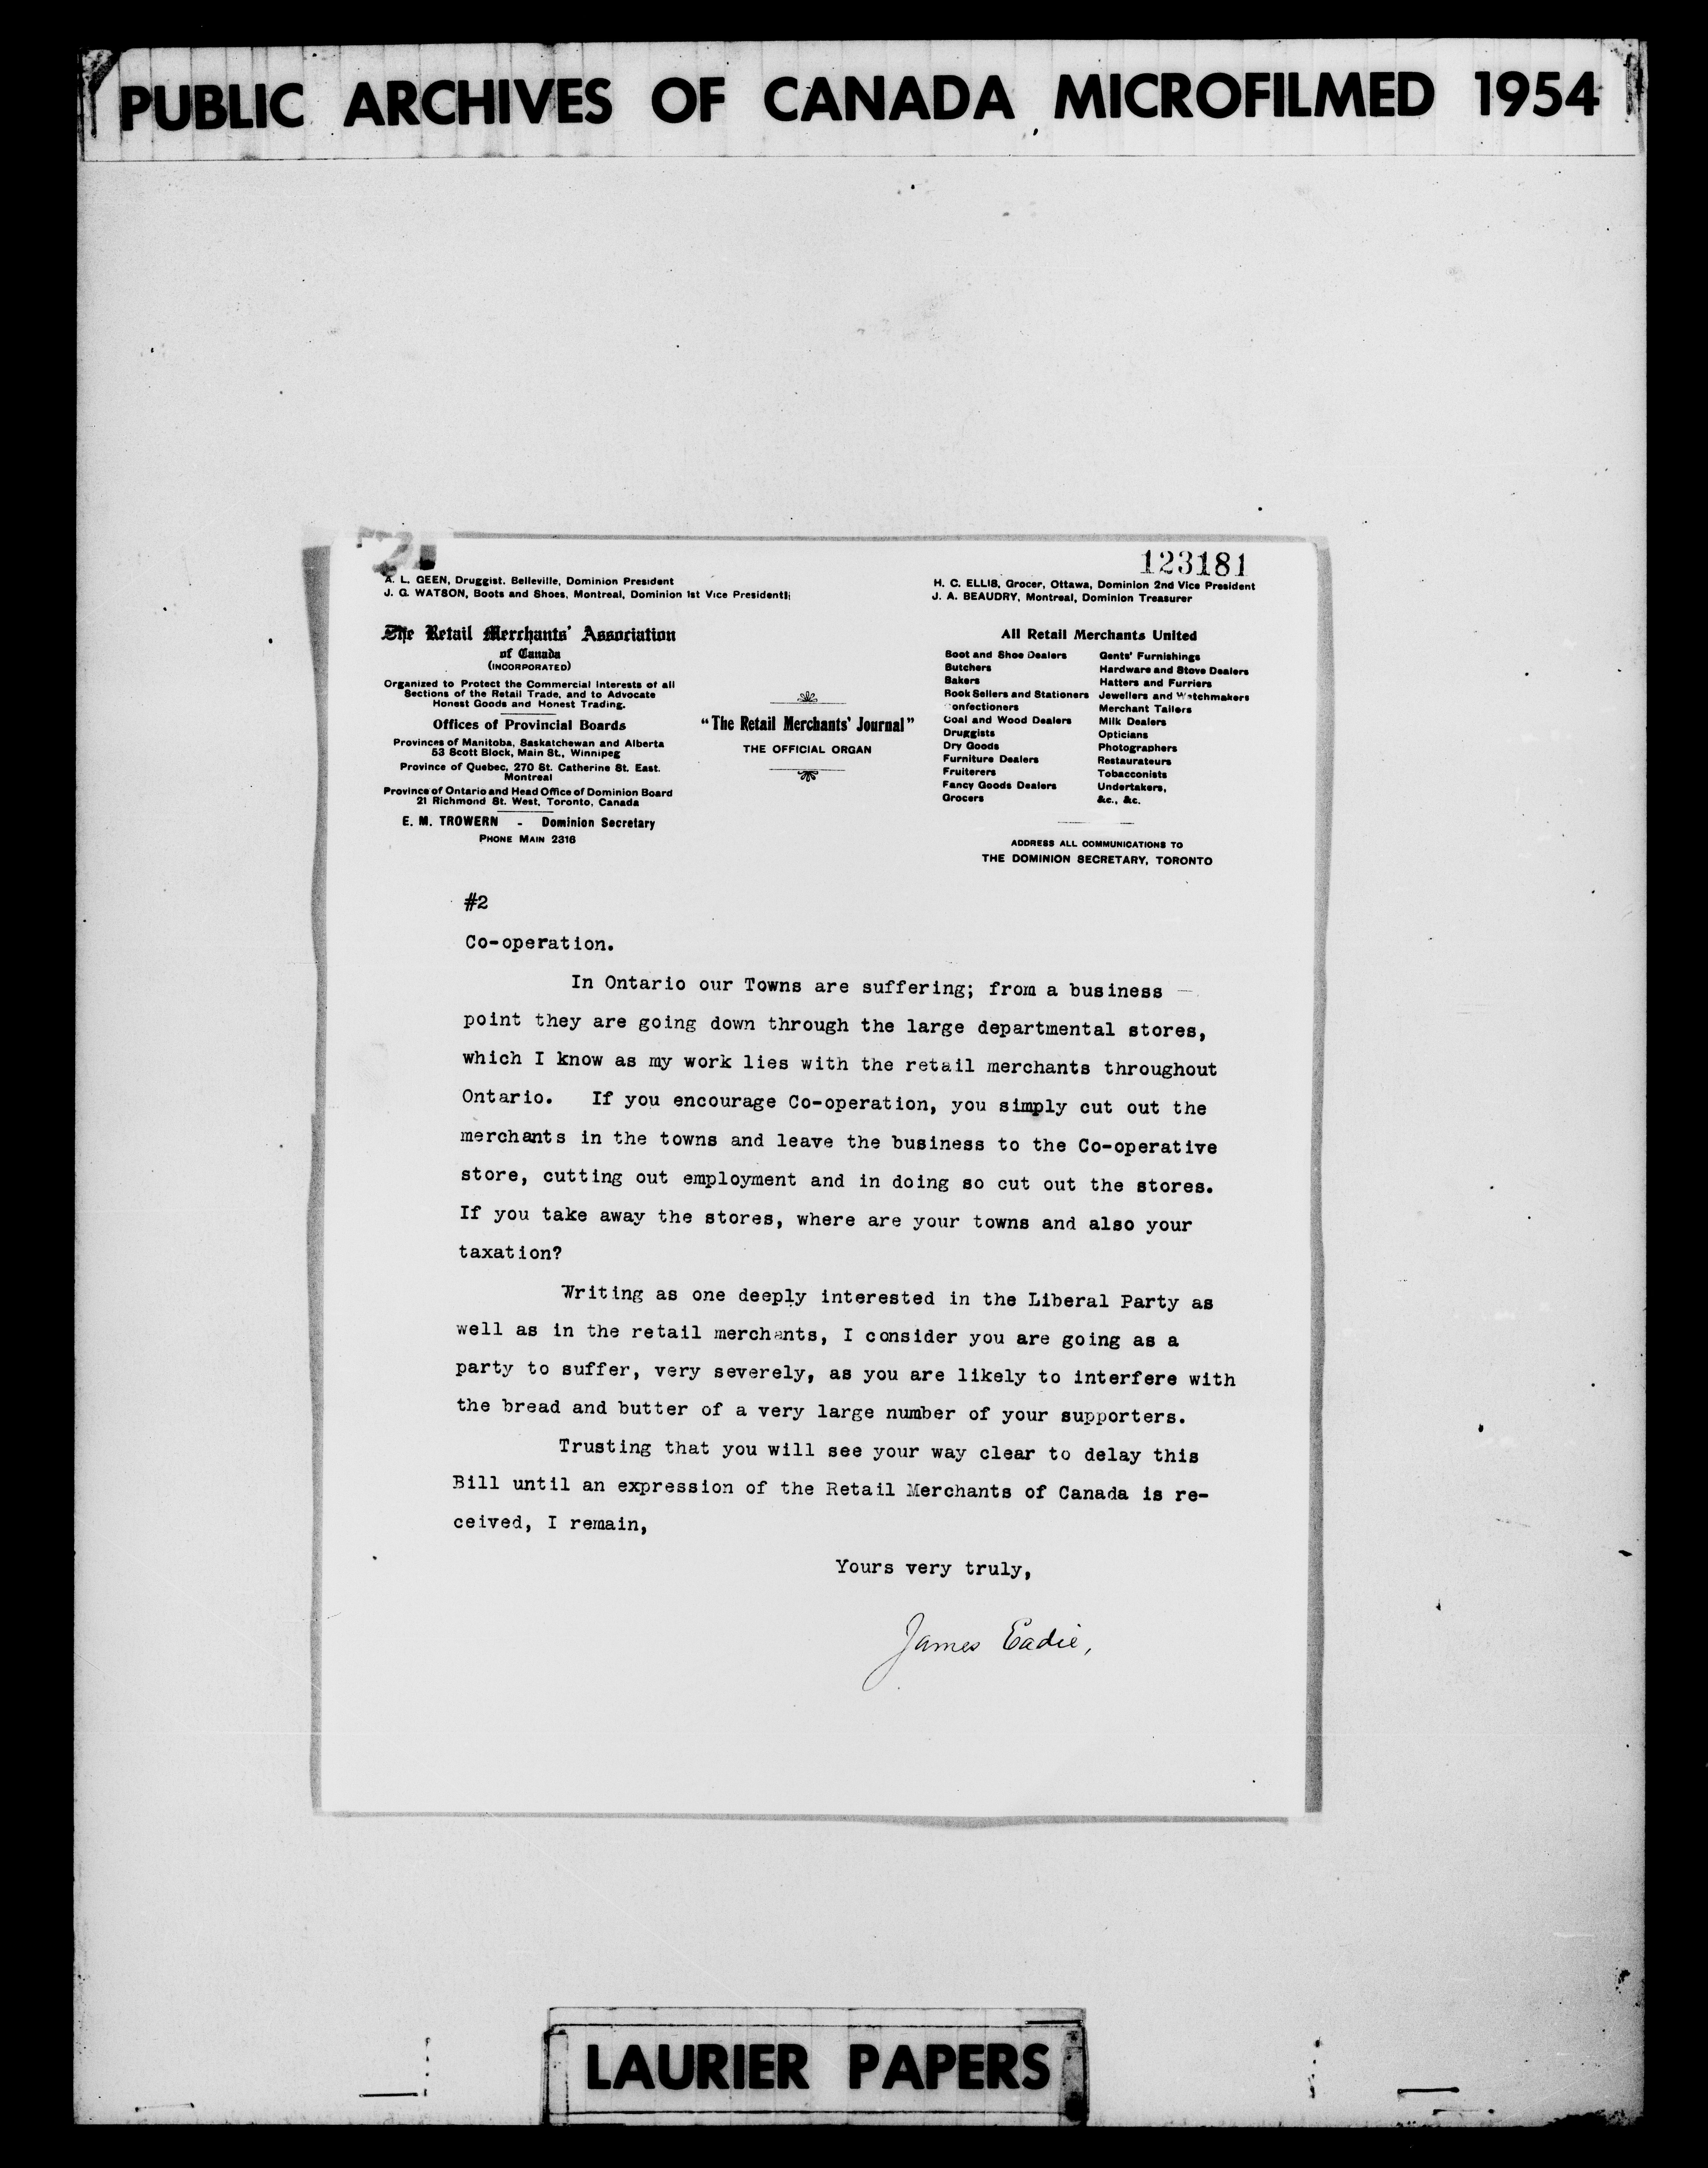 PUBLIC ARCHIVES OF CANADA MICROFILMED 1954
123181
A. L. GEEN, Druggist. Belleville, Dominion President
J. G. WATSON, Boots and Shoes, Montreal, Dominion 1st Vice President
H. C. ELLIS, Grocer, Ottawa, Dominion 2nd Vice President
J. A. BEAUDRY, Montreal, Dominion Treasurer
The Retail Merchants' Association
of Canada
(INCORPORATED)
Organized to Protect the Commercial Interests of all
Sections of the Retail Trade, and to Advocate
Honest Goods and Honest Trading.
Offices of Provincial Boards
Provinces of Manitoba, Saskatchewan and Alberta
53 Scott Block, Main St., Winnipeg
Province of Quebec, 270 St. Catherine St. East.
Montreal
Province of Ontario and Head Office of Dominion Board
21 Richmond St. West, Toronto, Canada
E. M. TROWERN - Dominion Secretary
PHONE MAIN 2316
"The Retail Merchants' Journal"
THE OFFICIAL ORGAN
All Retail Merchants United
Boot and Shoe Dealers
Butchers
Bakers
Book Sellers and Stationers
Confectioners
Coal and Wood Dealers
Druggists
Dry Goods
Furniture Dealers
Fruiterers
Fancy Goods Dealers
Grocers
Gents' Furnishings
Hardware and Stove Dealers
Hatters and Furriers
Jewellers and Watchmakers
Merchant Tailors
Milk Dealers
Opticians
Photographers
Restaurateurs
Tobacconists
Undertakers,
&c., &c.
ADDRESS ALL COMMUNICATIONS TO
THE DOMINION SECRETARY, TORONTO
#2
Co-operation.
In Ontario our Towns are suffering; from a business -
point they are going down through the large departmental stores,
which I know as my work lies with the retail merchants throughout
Ontario. If you encourage Co-operation, you simply cut out the
merchants in the towns and leave the business to the Co-operative
store, cutting out employment and in doing so cut out the stores.
If you take away the stores, where are your towns and also your
taxation?
Writing as one deeply interested in the Liberal Party as
well as in the retail merchants, I consider you are going as a
party to suffer, very severely, as you are likely to interfere with
the bread and butter of a very large number of your supporters.
Trusting that you will see your way clear to delay this
Bill until an expression of the Retail Merchants of Canada is re-
ceived, I remain,
Yours very truly,
James Eadie,
LAURIER PAPERS